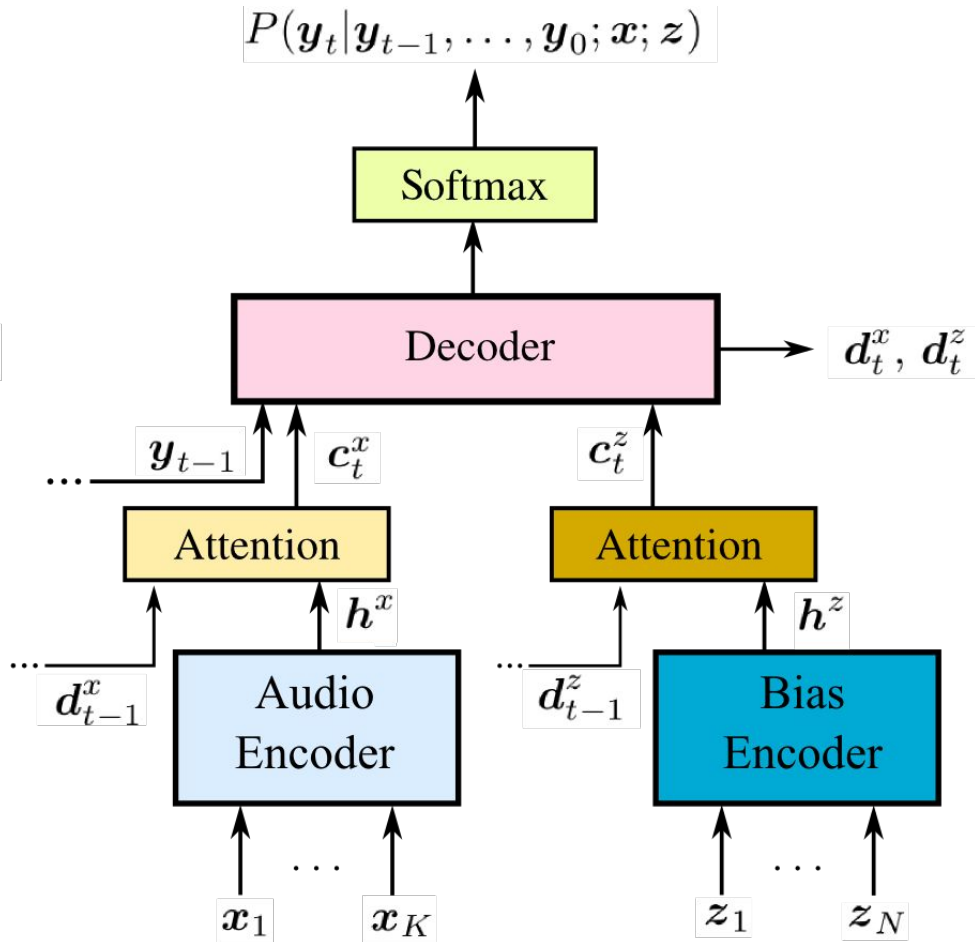 P(y_t|y_{t-1}, ..., y_0; x; z)
Softmax
Decoder
d_t^x, d_t^z
y_{t-1}
c_t^x
c_t^z
...
Attention
Attention
h^x
h^z
...
...
d_{t-1}^x
d_{t-1}^z
Audio
Encoder
Bias
Encoder
x_1 ... x_K
z_1 ... z_N